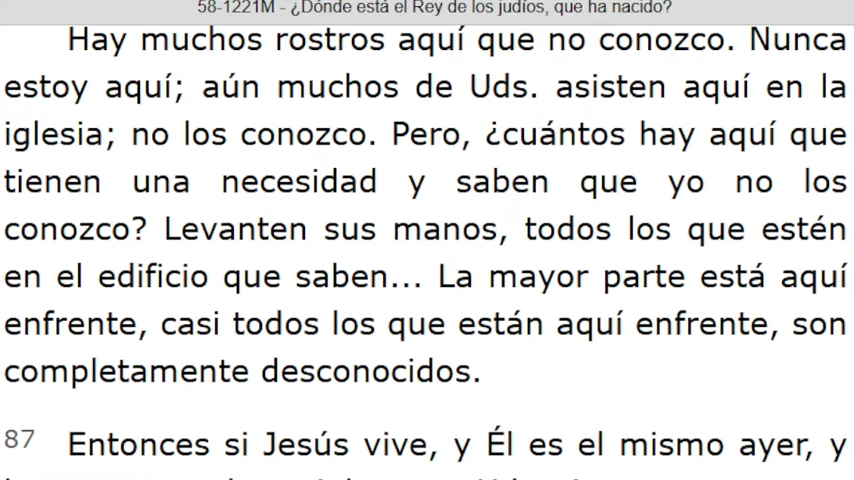 58-1221M - ¿Dónde está el Rey de los judíos, que ha nacido?
Hay muchos rostros aquí que no conozco. Nunca
estoy aquí; aún muchos de Uds. asisten aquí en la
iglesia; no los conozco. Pero, ¿cuántos hay aquí que
tienen una necesidad y saben que yo no los
conozco? Levanten sus manos, todos los que estén
en el edificio que saben... La mayor parte está aquí
enfrente, casi todos los que están aquí enfrente, son
completamente desconocidos.
87 Entonces si Jesús vive, y Él es el mismo ayer, y